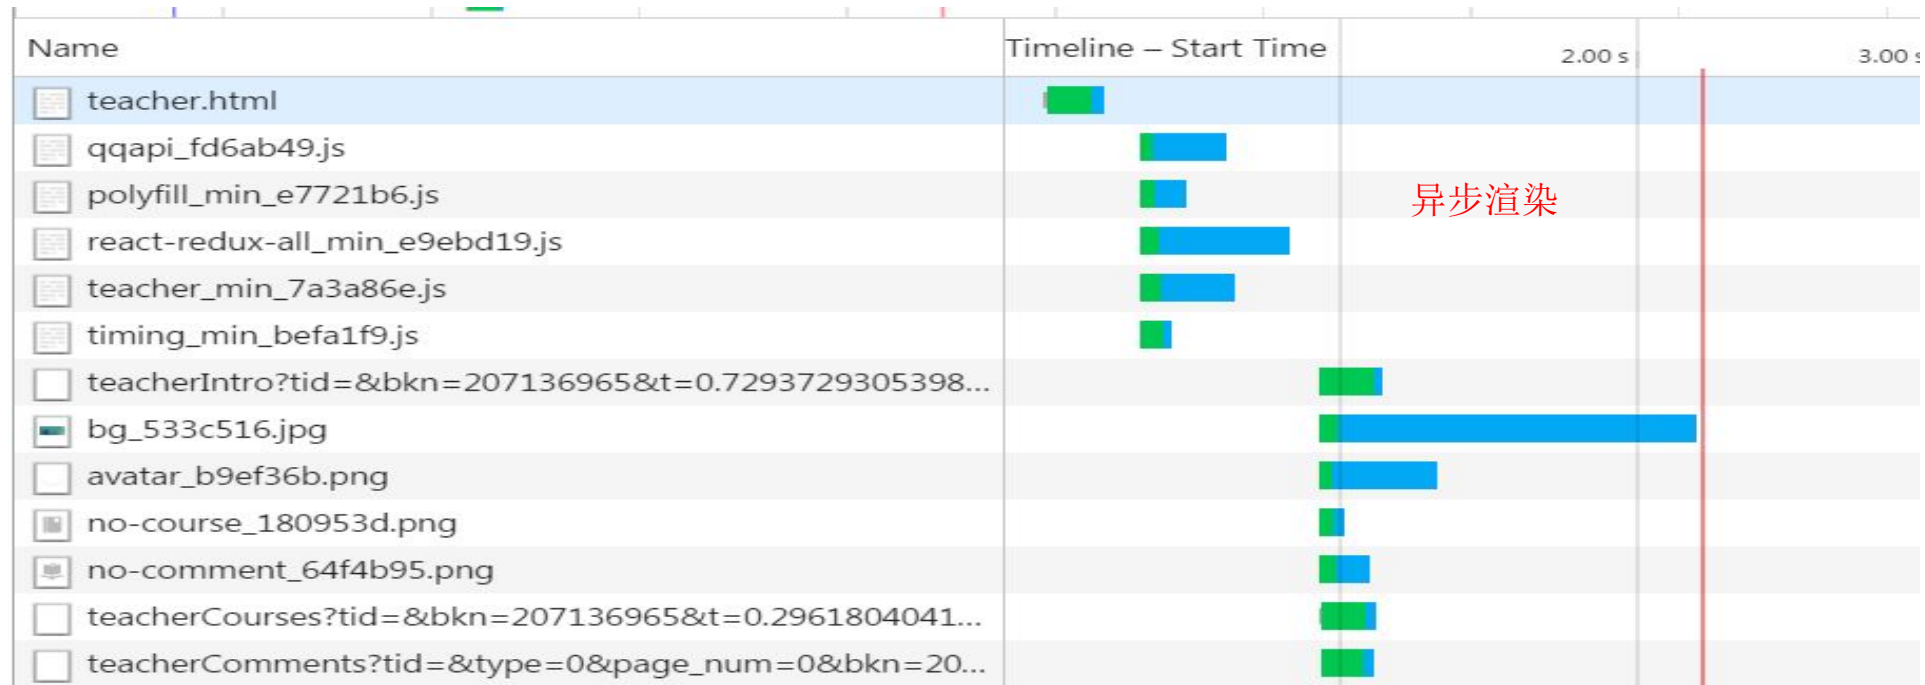 Name Timeline – Start Time 2.00 s 3.00 s
teacher.html
qqapi_fd6ab49.js
polyfill_min_e7721b6.js
异步渲染
react-redux-all_min_e9ebd19.js
teacher_min_7a3a86e.js
timing_min_befa1f9.js
teacherIntro?tid=&bkn=207136965&t=0.7293729305398...
bg_533c516.jpg
avatar_b9ef36b.png
no-course_180953d.png
no-comment_64f4b95.png
teacherCourses?tid=&bkn=207136965&t=0.2961804041...
teacherComments?tid=&type=0&page_num=0&bkn=20...